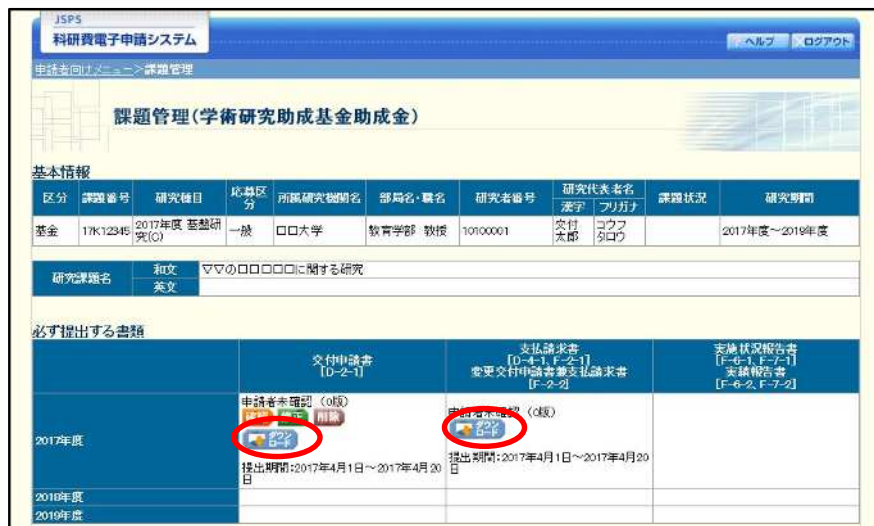 JSPS
科研費電子申請システム
ヘルプ
ログアウト
申請者向けメニュー>課題管理
課題管理(学術研究助成基金助成金)
基本情報
区分
課題番号
研究種目
応募区分
所属研究機関名
部局名・職名
研究者番号
研究代表者名
漢字
フリガナ
課題状況
研究期間
基金
17K12345
2017年度 基盤研究(C)
一般
口口大学
教育学部 教授
10100001
交付太郎
コウフタロウ
2017年度～2019年度
研究課題名
和文
▽▽の口口口口口に関する研究
英文
必ず提出する書類
交付申請書
[D-2-1]
支払請求書
[D-4-1, F-2-1]
変更交付申請書兼支払請求書
[F-2-2]
実施状況報告書
[F-6-1, F-7-1]
実績報告書
[F-6-2, F-7-2]
2017年度
申請者未確認 (0版)
削除
ダウンロード
提出期間:2017年4月1日～2017年4月20日
申請者未確認 (0版)
ダウンロード
提出期間:2017年4月1日～2017年4月20日
2018年度
2019年度